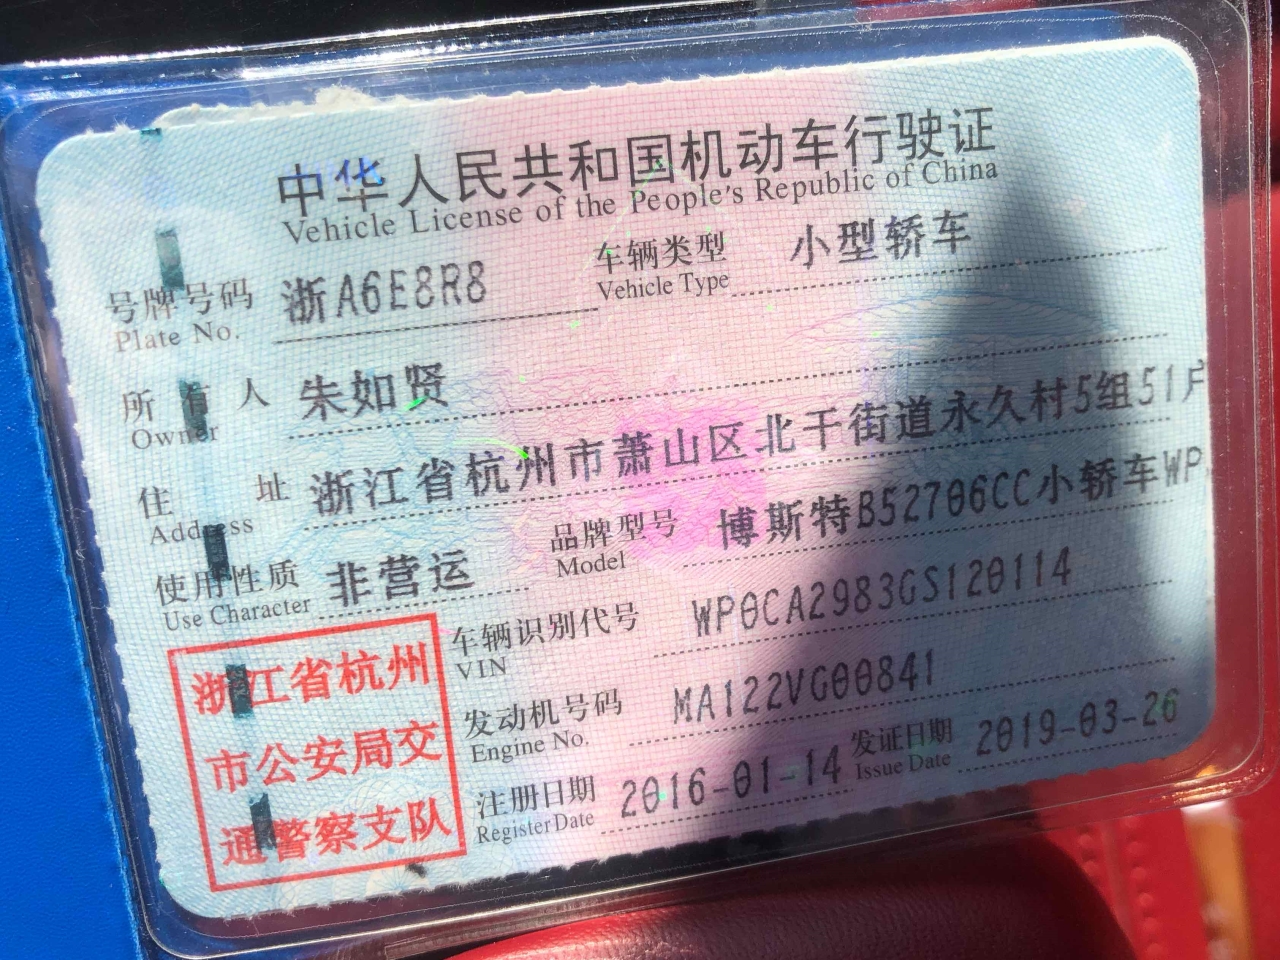 中华人民共和国机动车行驶证
Vehicle License of the People's Republic of China
号牌号码 浙A6E8R8 车辆类型 小型轿车
Plate No. Vehicle Type
所有人 朱如贤
Owner
住址 浙江省杭州市萧山区北干街道永久村5组51户
Address
使用性质 非营运 品牌型号 博斯特B52706CC小轿车WP
Use Character Model
浙江省杭州
市公安局交
通警察支队
车辆识别代号 WP0CA2983GS120114
VIN
发动机号码 MA122VG00841
Engine No.
注册日期 2016-01-14 发证日期 2019-03-26
Register Date Issue Date